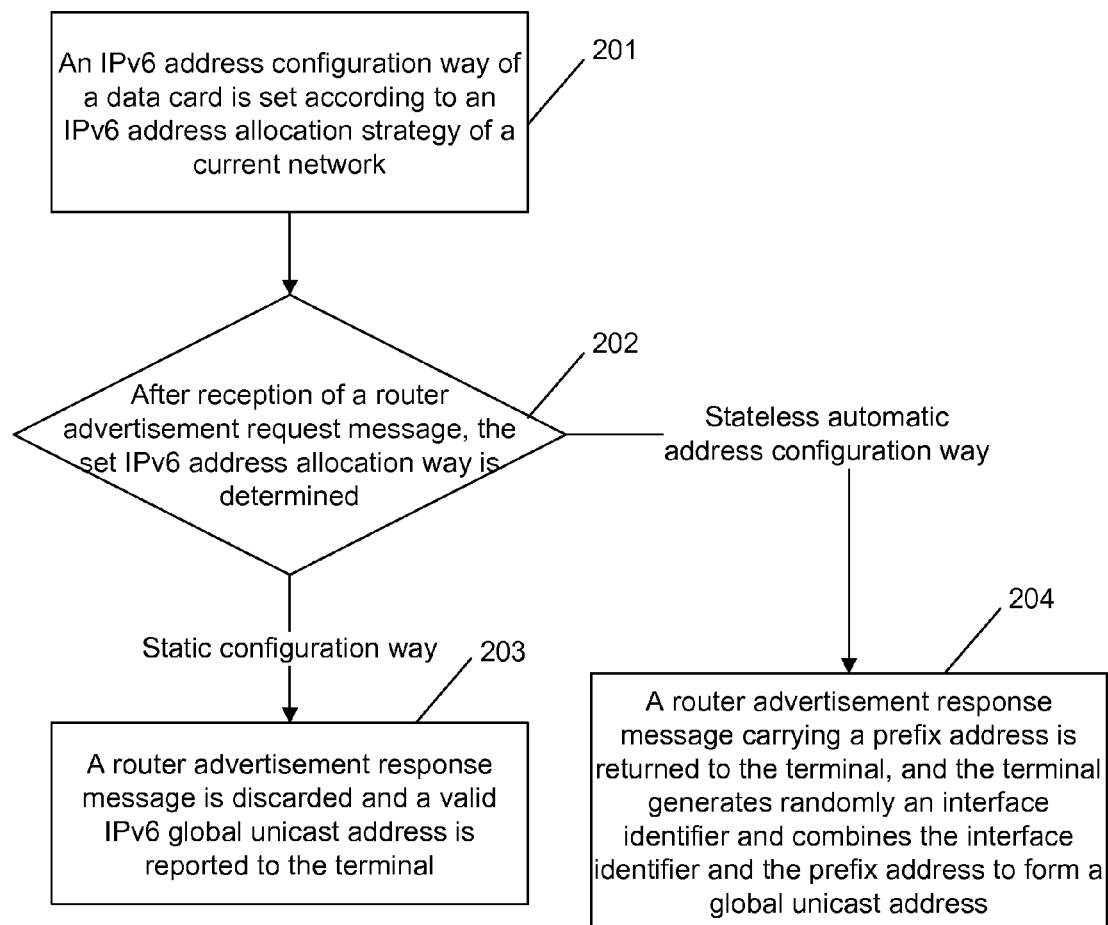 An IPv6 address configuration way of
a data card is set according to an
IPv6 address allocation strategy of a
current network
201
After reception of a router
advertisement request message, the
set IPv6 address allocation way is
determined
202
Stateless automatic
address configuration way
Static configuration way
203
A router advertisement response
message is discarded and a valid
IPv6 global unicast address is
reported to the terminal
204
A router advertisement response
message carrying a prefix address is
returned to the terminal, and the terminal
generates randomly an interface
identifier and combines the interface
identifier and the prefix address to form a
global unicast address